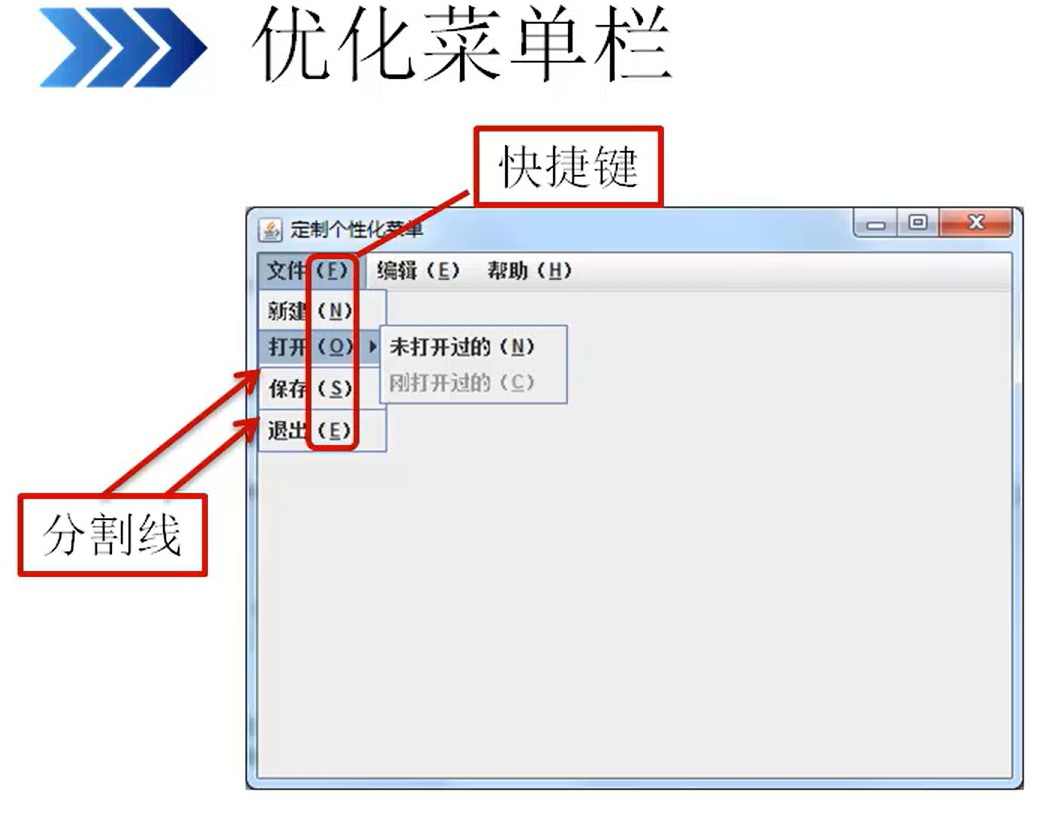 优化菜单栏
快捷键
定制个性化菜单
文件(F) 编辑(E) 帮助(H)
新建(N)
打开(O)
未打开过的(N)
刚打开过的(C)
保存(S)
退出(E)
分割线